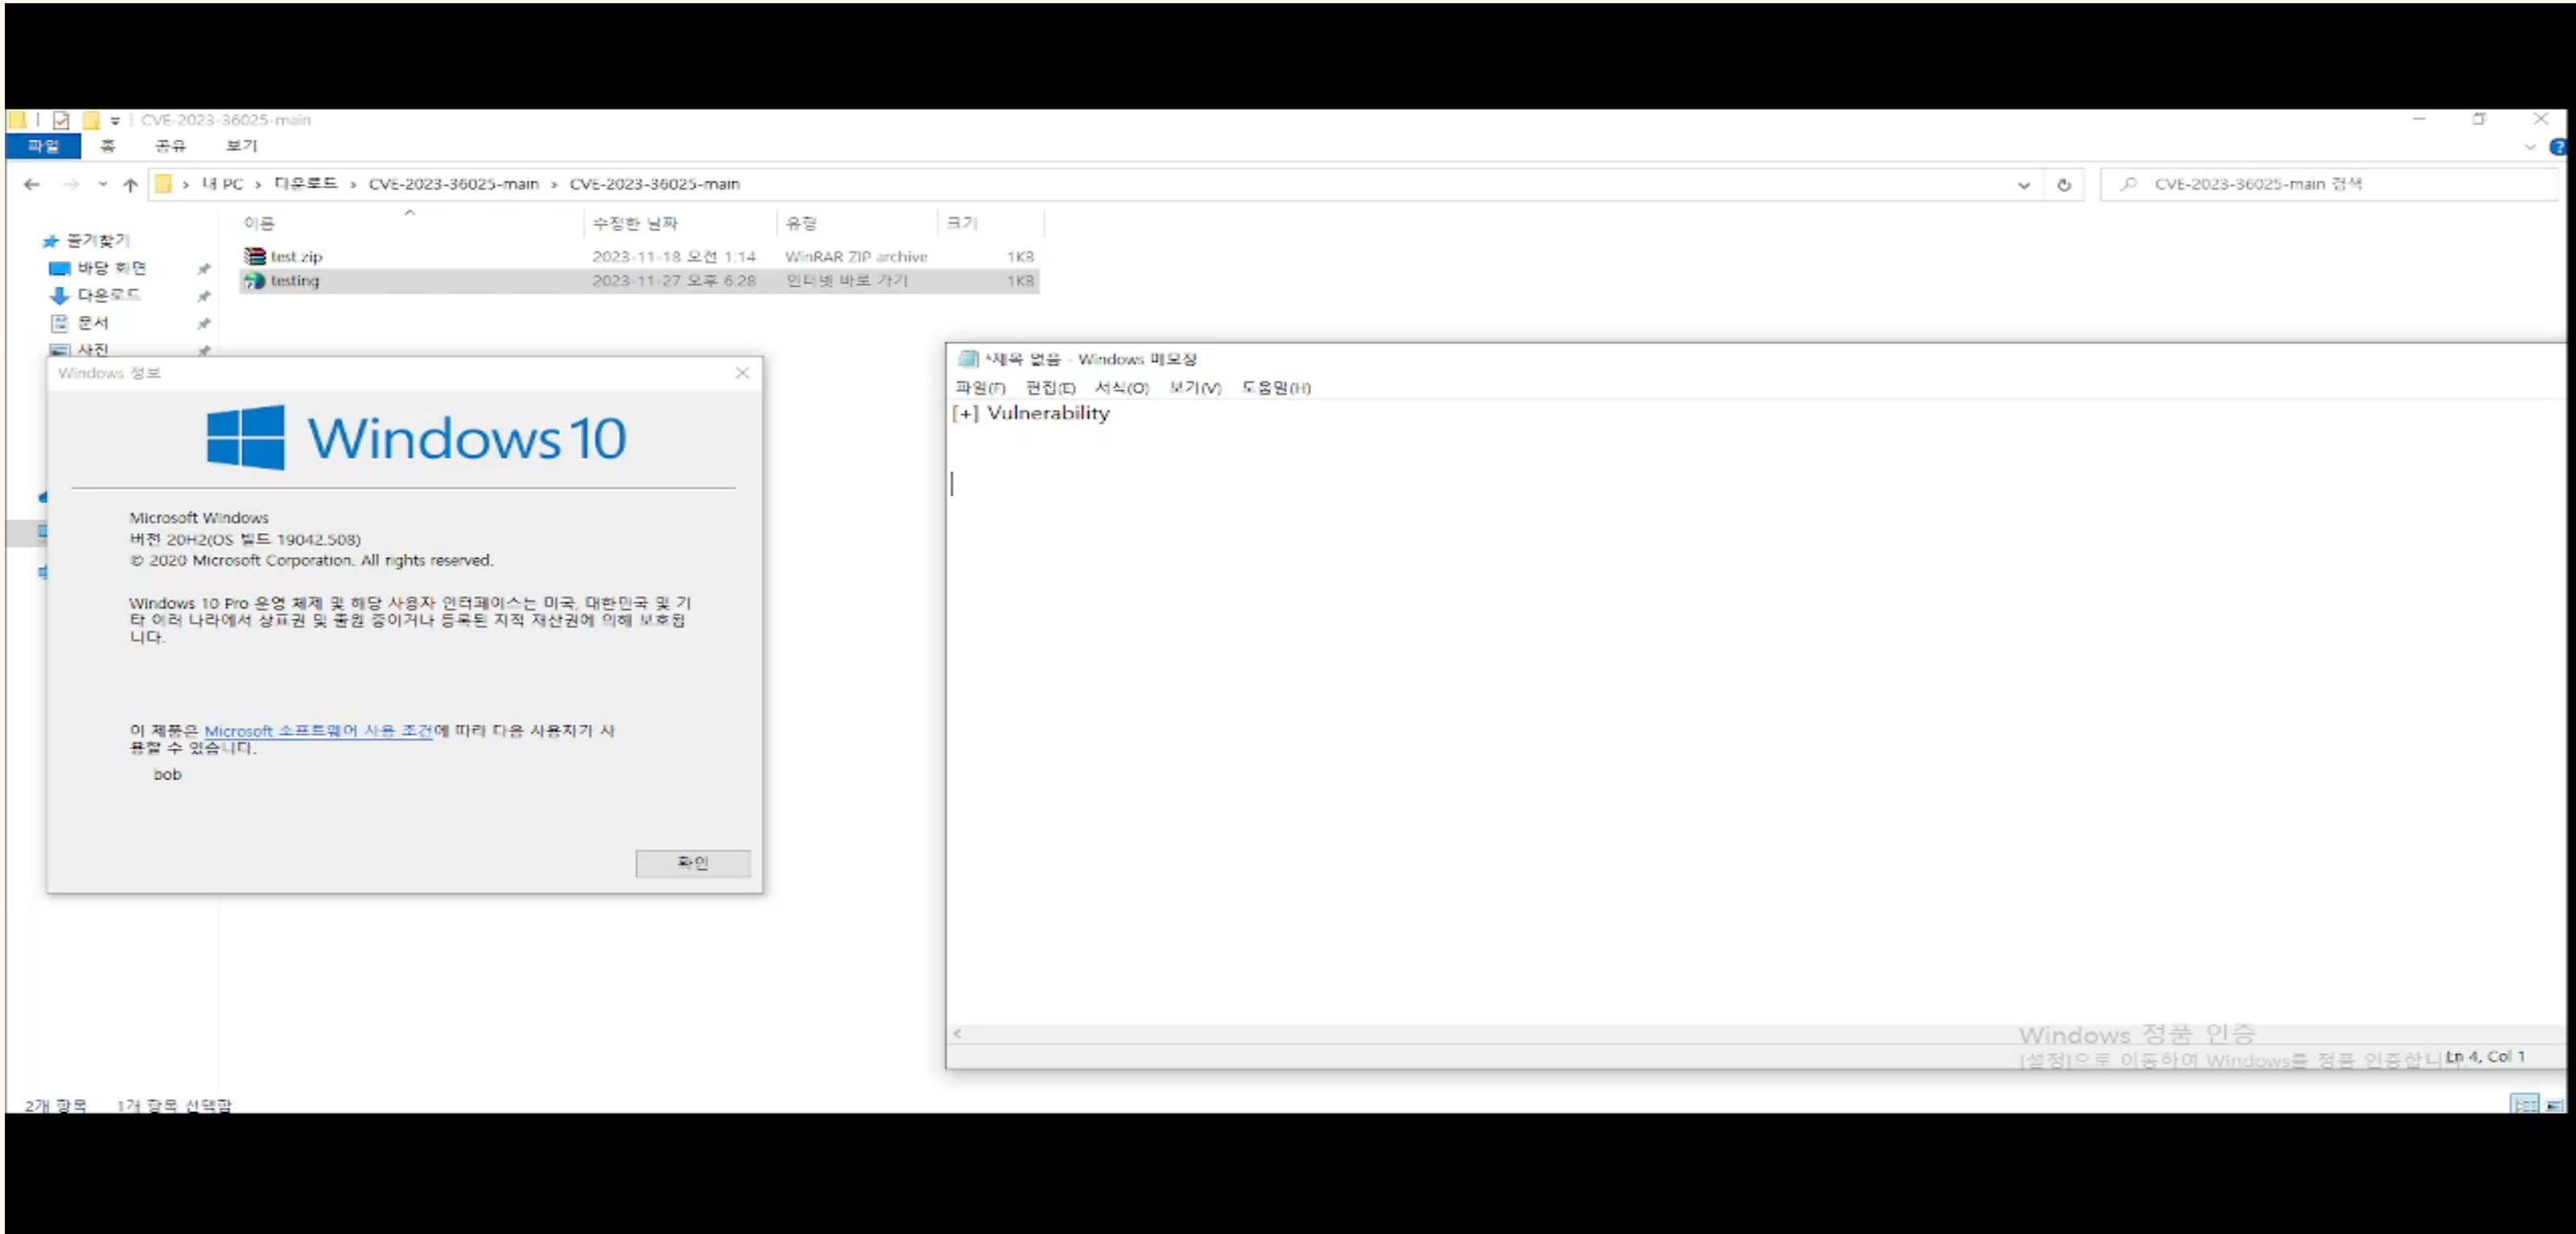 CVE-2023-36025-main
파일 홈 공유 보기
내 PC > 다운로드 > CVE-2023-36025-main > CVE-2023-36025-main
CVE-2023-36025-main 검색
이름 수정한 날짜 유형 크기
test.zip 2023-11-18 오전 1:14 WinRAR ZIP archive 1KB
testing 2023-11-27 오후 6:28 인터넷 바로 가기 1KB
즐겨찾기
바탕 화면
다운로드
문서
사진
Windows 정보
Windows 10
Microsoft Windows
버전 20H2(OS 빌드 19042.508)
© 2020 Microsoft Corporation. All rights reserved.
Windows 10 Pro 운영 체제 및 해당 사용자 인터페이스는 미국, 대한민국 및 기
타 여러 나라에서 상표권 및 출원 중이거나 등록된 지적 재산권에 의해 보호됩
니다.
이 제품은 Microsoft 소프트웨어 사용 조건에 따라 다음 사용자가 사
용할 수 있습니다.
bob
확인
*제목 없음 - Windows 메모장
파일(F) 편집(E) 서식(O) 보기(V) 도움말(H)
[+] Vulnerability
Windows 정품 인증
[설정]으로 이동하여 Windows를 정품 인증합니
Ln 4, Col 1
2개 항목 1개 항목 선택함